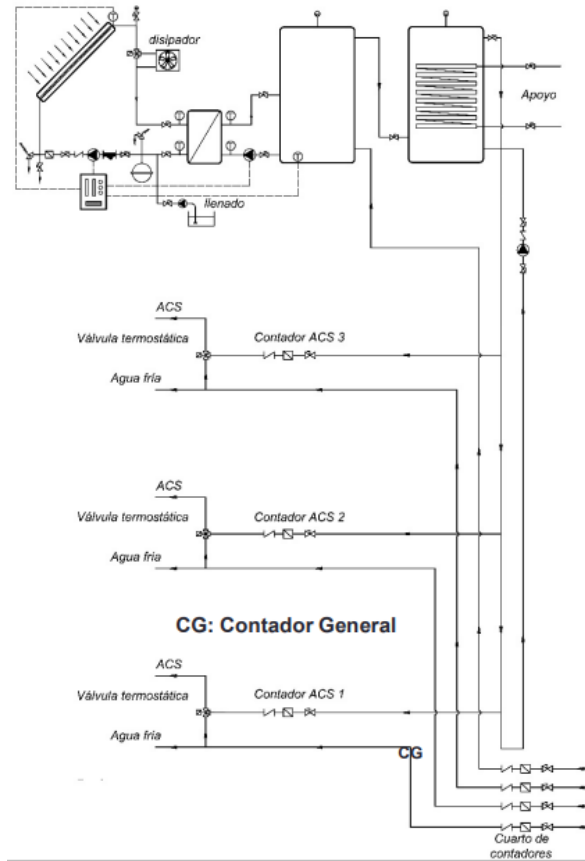 disipador
Apoyo
llenado
ACS
Válvula termostática
Contador ACS 3
Agua fría
ACS
Válvula termostática
Contador ACS 2
Agua fría
CG: Contador General
ACS
Válvula termostática
Contador ACS 1
Agua fría
CG
Cuarto de
contadores